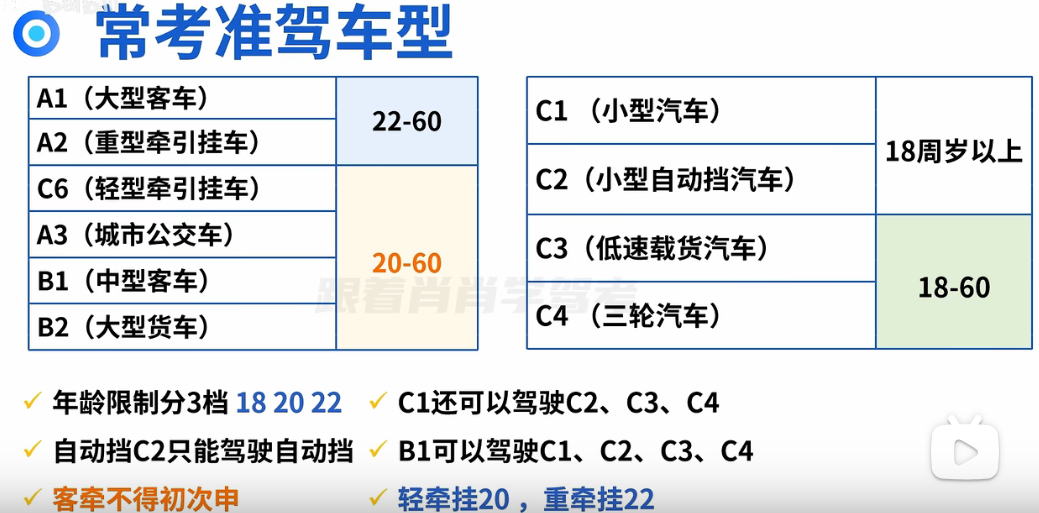 常考准驾车型
A1（大型客车）
A2（重型牵引挂车）
22-60
C6（轻型牵引挂车）
A3（城市公交车）
B1（中型客车）
B2（大型货车）
20-60
C1 （小型汽车）
C2（小型自动挡汽车）
18周岁以上
C3（低速载货汽车）
C4 （三轮汽车）
18-60
跟着肖肖学驾考
年龄限制分3档 18 20 22
C1还可以驾驶C2、C3、C4
自动挡C2只能驾驶自动挡
B1可以驾驶C1、C2、C3、C4
客牵不得初次申
轻牵挂20 ，重牵挂22